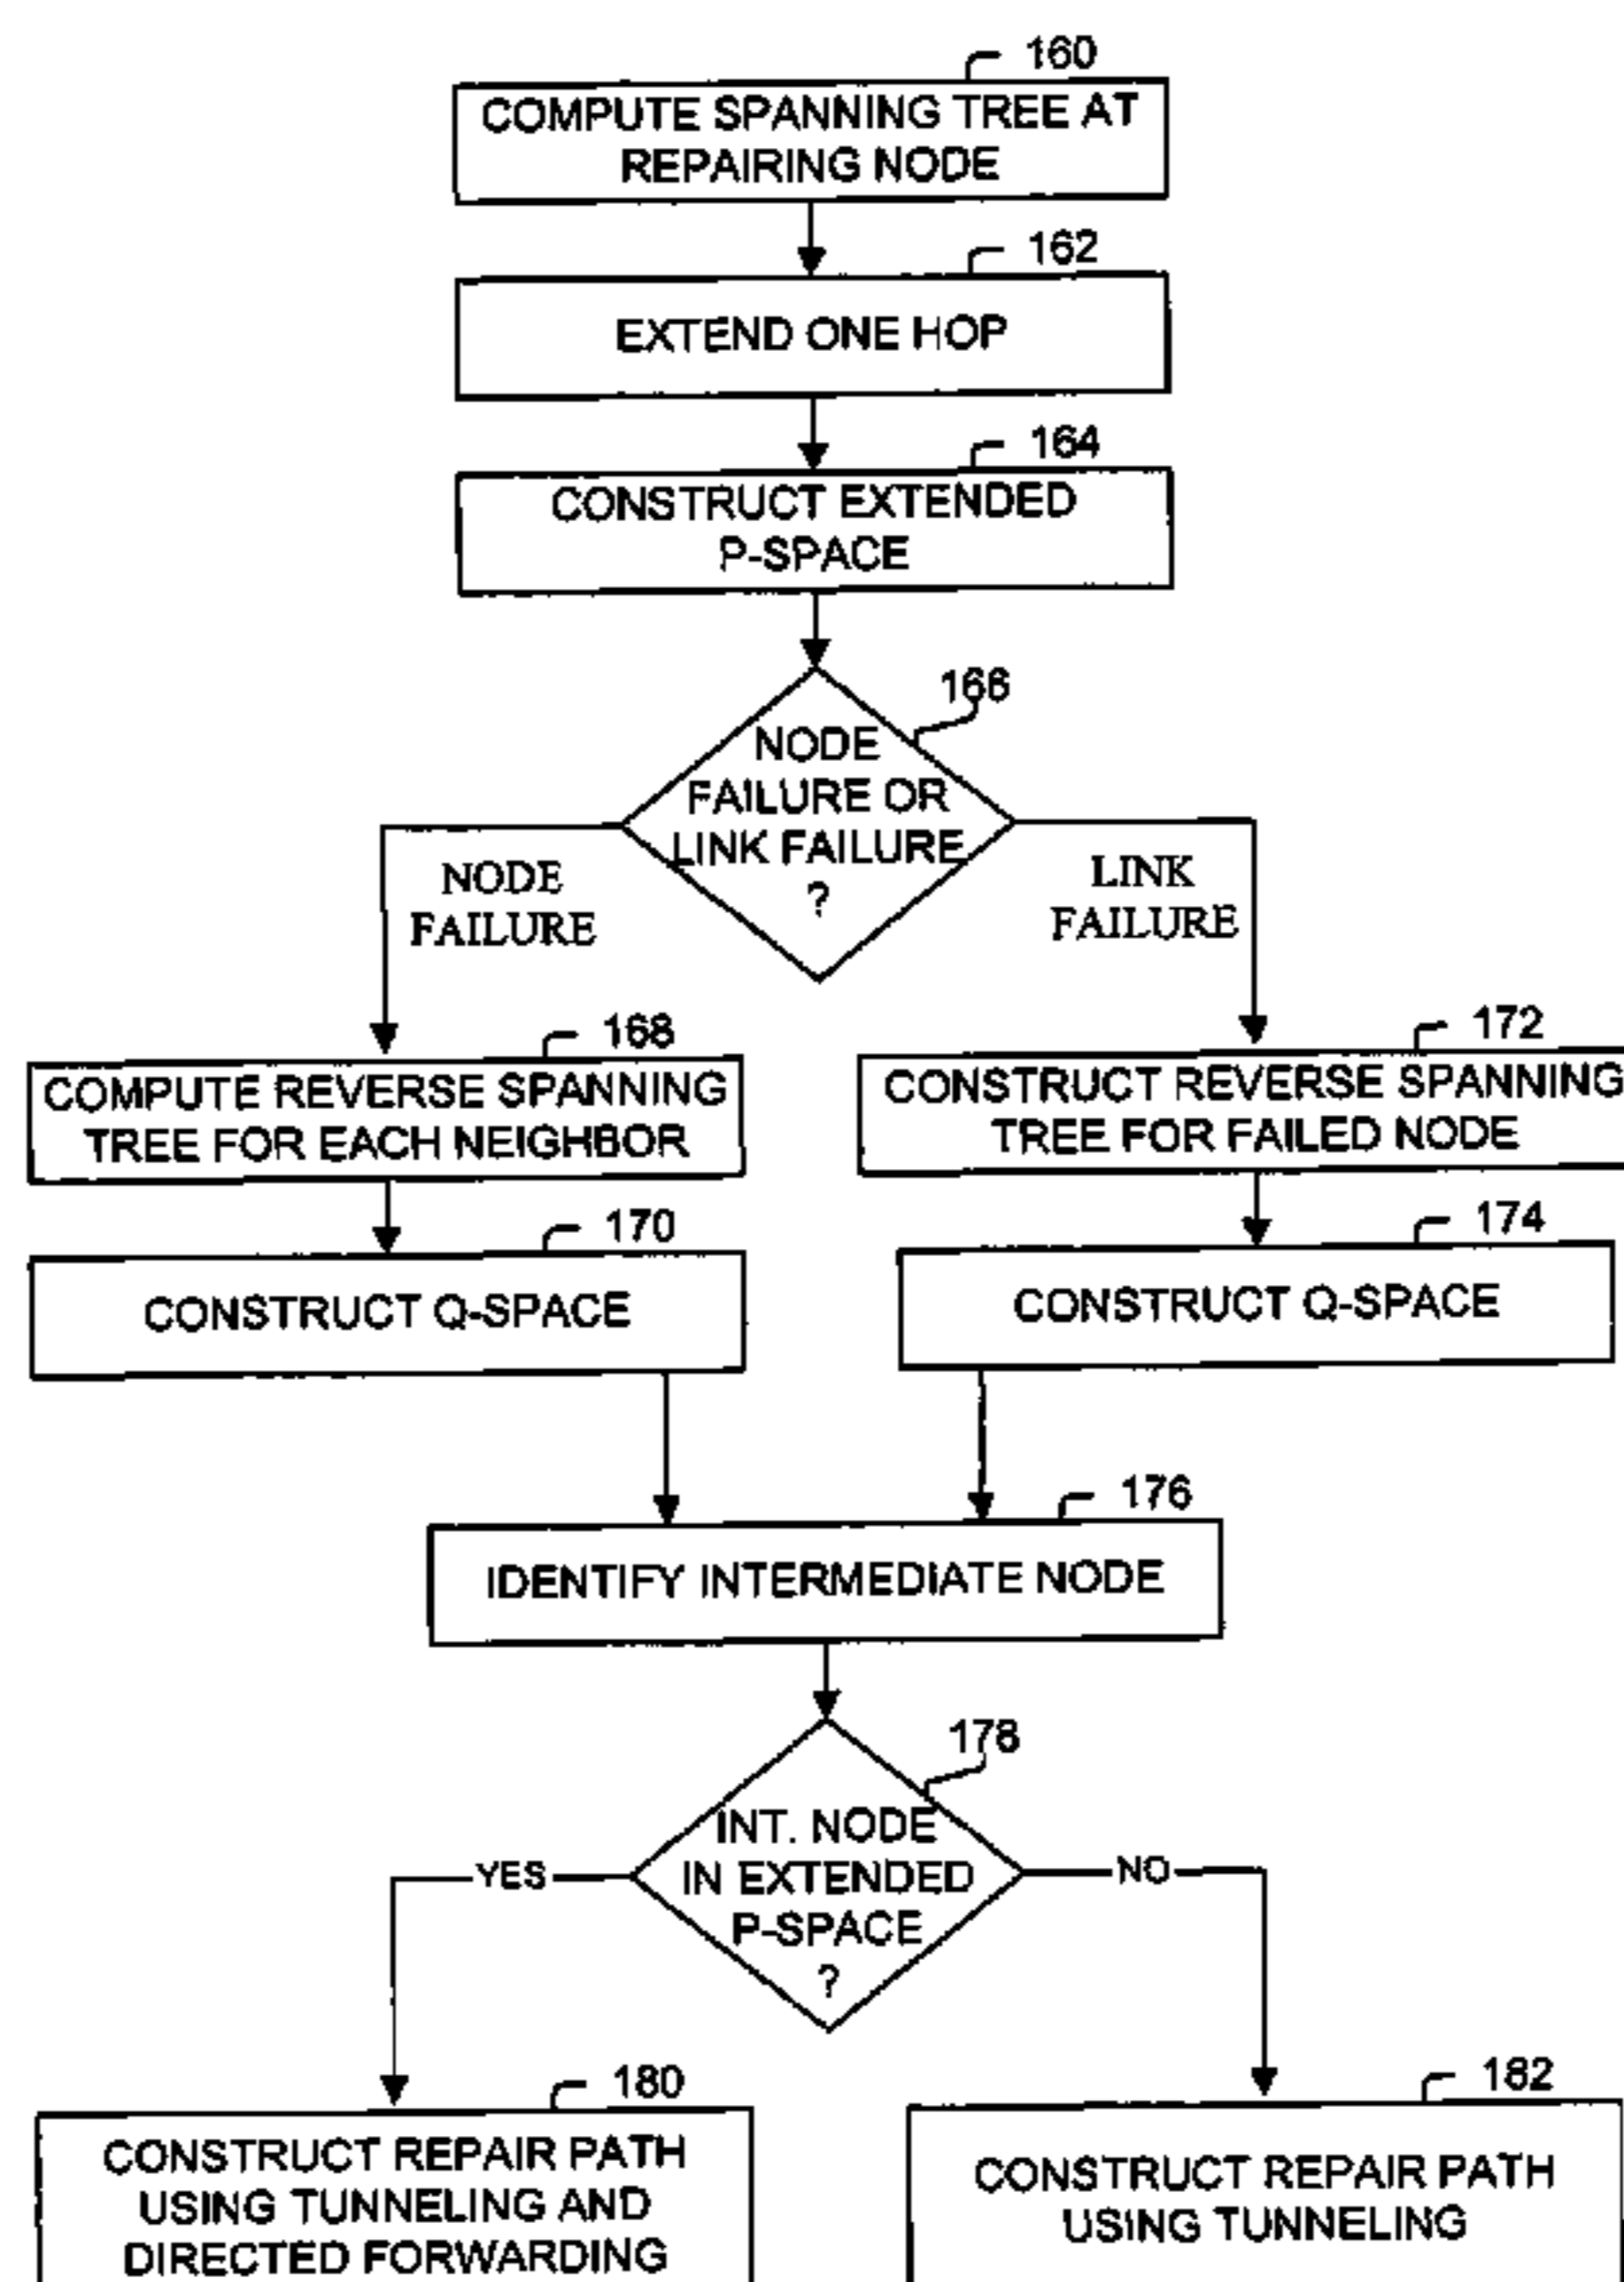 160
COMPUTE SPANNING TREE AT
REPAIRING NODE
162
EXTEND ONE HOP
164
CONSTRUCT EXTENDED
P-SPACE
166
NODE
FAILURE OR
LINK FAILURE
?
NODE
FAILURE
LINK
FAILURE
168
COMPUTE REVERSE SPANNING
TREE FOR EACH NEIGHBOR
172
CONSTRUCT REVERSE SPANNING
TREE FOR FAILED NODE
170
CONSTRUCT Q-SPACE
174
CONSTRUCT Q-SPACE
176
IDENTIFY INTERMEDIATE NODE
178
INT. NODE
IN EXTENDED
P-SPACE
?
YES
NO
180
CONSTRUCT REPAIR PATH
USING TUNNELING AND
DIRECTED FORWARDING
182
CONSTRUCT REPAIR PATH
USING TUNNELING